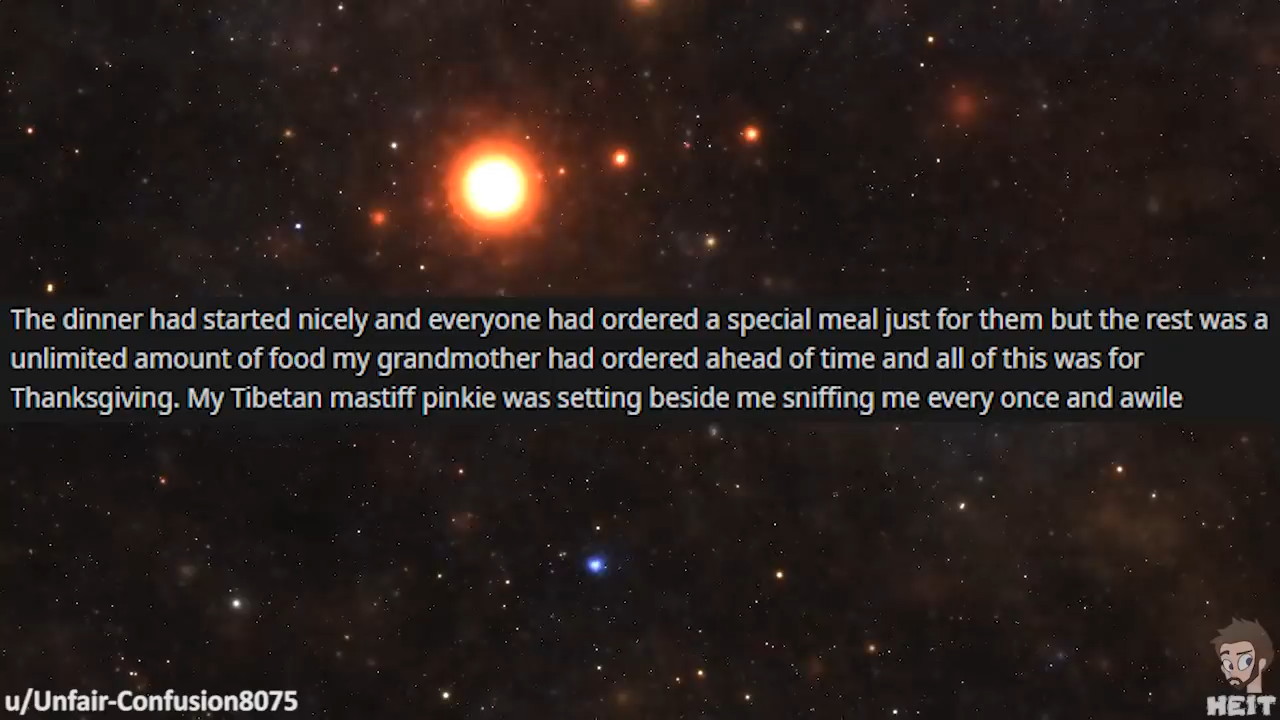 The dinner had started nicely and everyone had ordered a special meal just for them but the rest was a
unlimited amount of food my grandmother had ordered ahead of time and all of this was for
Thanksgiving. My Tibetan mastiff pinkie was setting beside me sniffing me every once and awile
u/Unfair-Confusion8075
HEIT